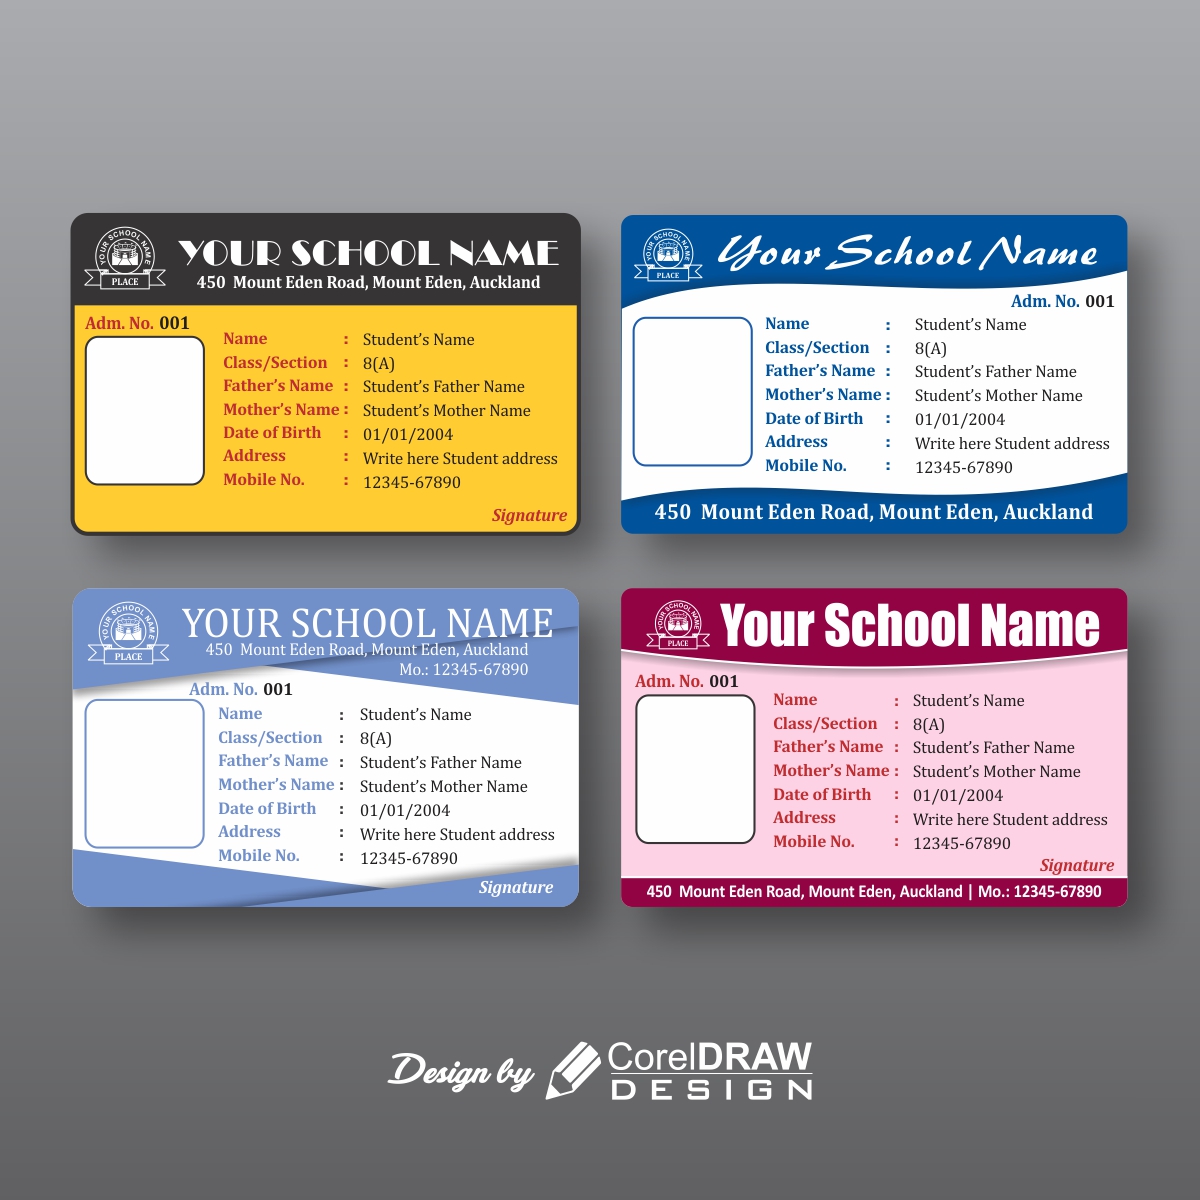 YOUR SCHOOL NAME
PLACE
YOUR SCHOOL NAME
450 Mount Eden Road, Mount Eden, Auckland
Adm. No. 001
Name : Student's Name
Class/Section : 8(A)
Father's Name : Student's Father Name
Mother's Name : Student's Mother Name
Date of Birth : 01/01/2004
Address : Write here Student address
Mobile No. : 12345-67890
Signature
YOUR SCHOOL NAME
PLACE
Your School Name
Adm. No. 001
Name : Student's Name
Class/Section : 8(A)
Father's Name : Student's Father Name
Mother's Name : Student's Mother Name
Date of Birth : 01/01/2004
Address : Write here Student address
Mobile No. : 12345-67890
450 Mount Eden Road, Mount Eden, Auckland
YOUR SCHOOL NAME
PLACE
YOUR SCHOOL NAME
450 Mount Eden Road, Mount Eden, Auckland
Mo.: 12345-67890
Adm. No. 001
Name : Student's Name
Class/Section : 8(A)
Father's Name : Student's Father Name
Mother's Name : Student's Mother Name
Date of Birth : 01/01/2004
Address : Write here Student address
Mobile No. : 12345-67890
Signature
YOUR SCHOOL NAME
PLACE
Your School Name
Adm. No. 001
Name : Student's Name
Class/Section : 8(A)
Father's Name : Student's Father Name
Mother's Name : Student's Mother Name
Date of Birth : 01/01/2004
Address : Write here Student address
Mobile No. : 12345-67890
Signature
450 Mount Eden Road, Mount Eden, Auckland | Mo.: 12345-67890
Design by CorelDRAW
DESIGN